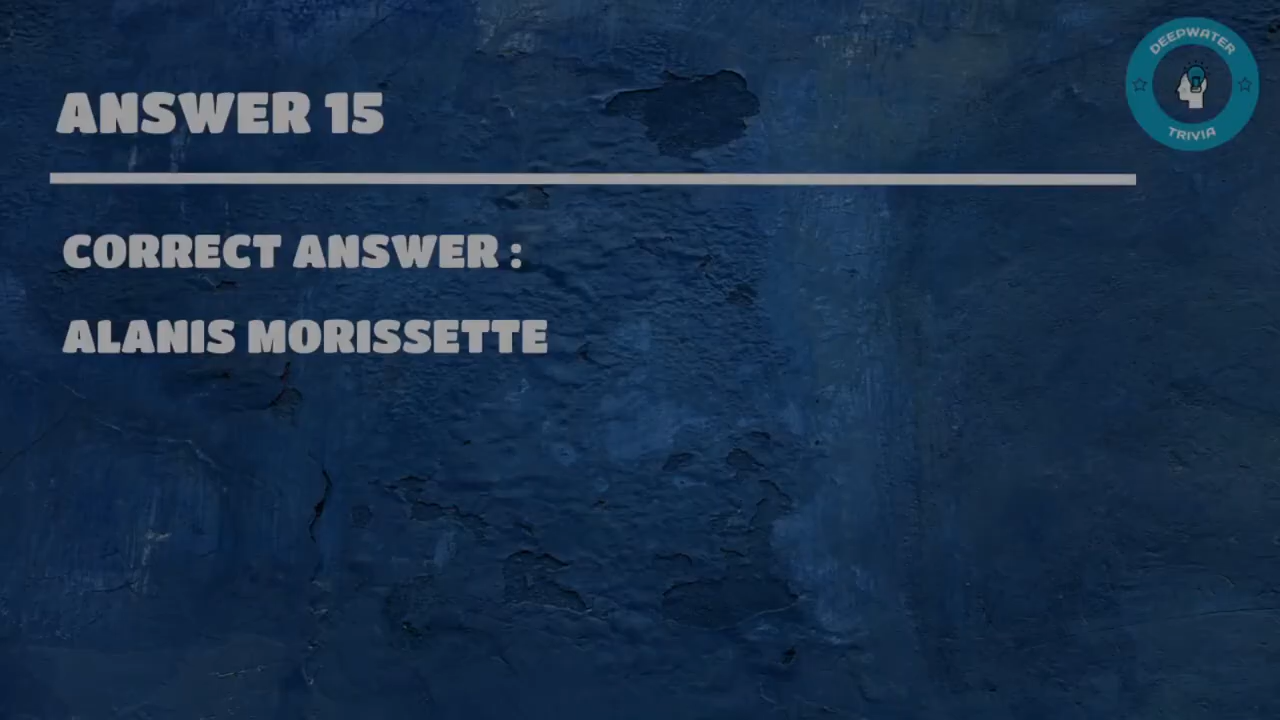 DEEPWATER
TRIVIA
ANSWER 15
CORRECT ANSWER :
ALANIS MORISSETTE